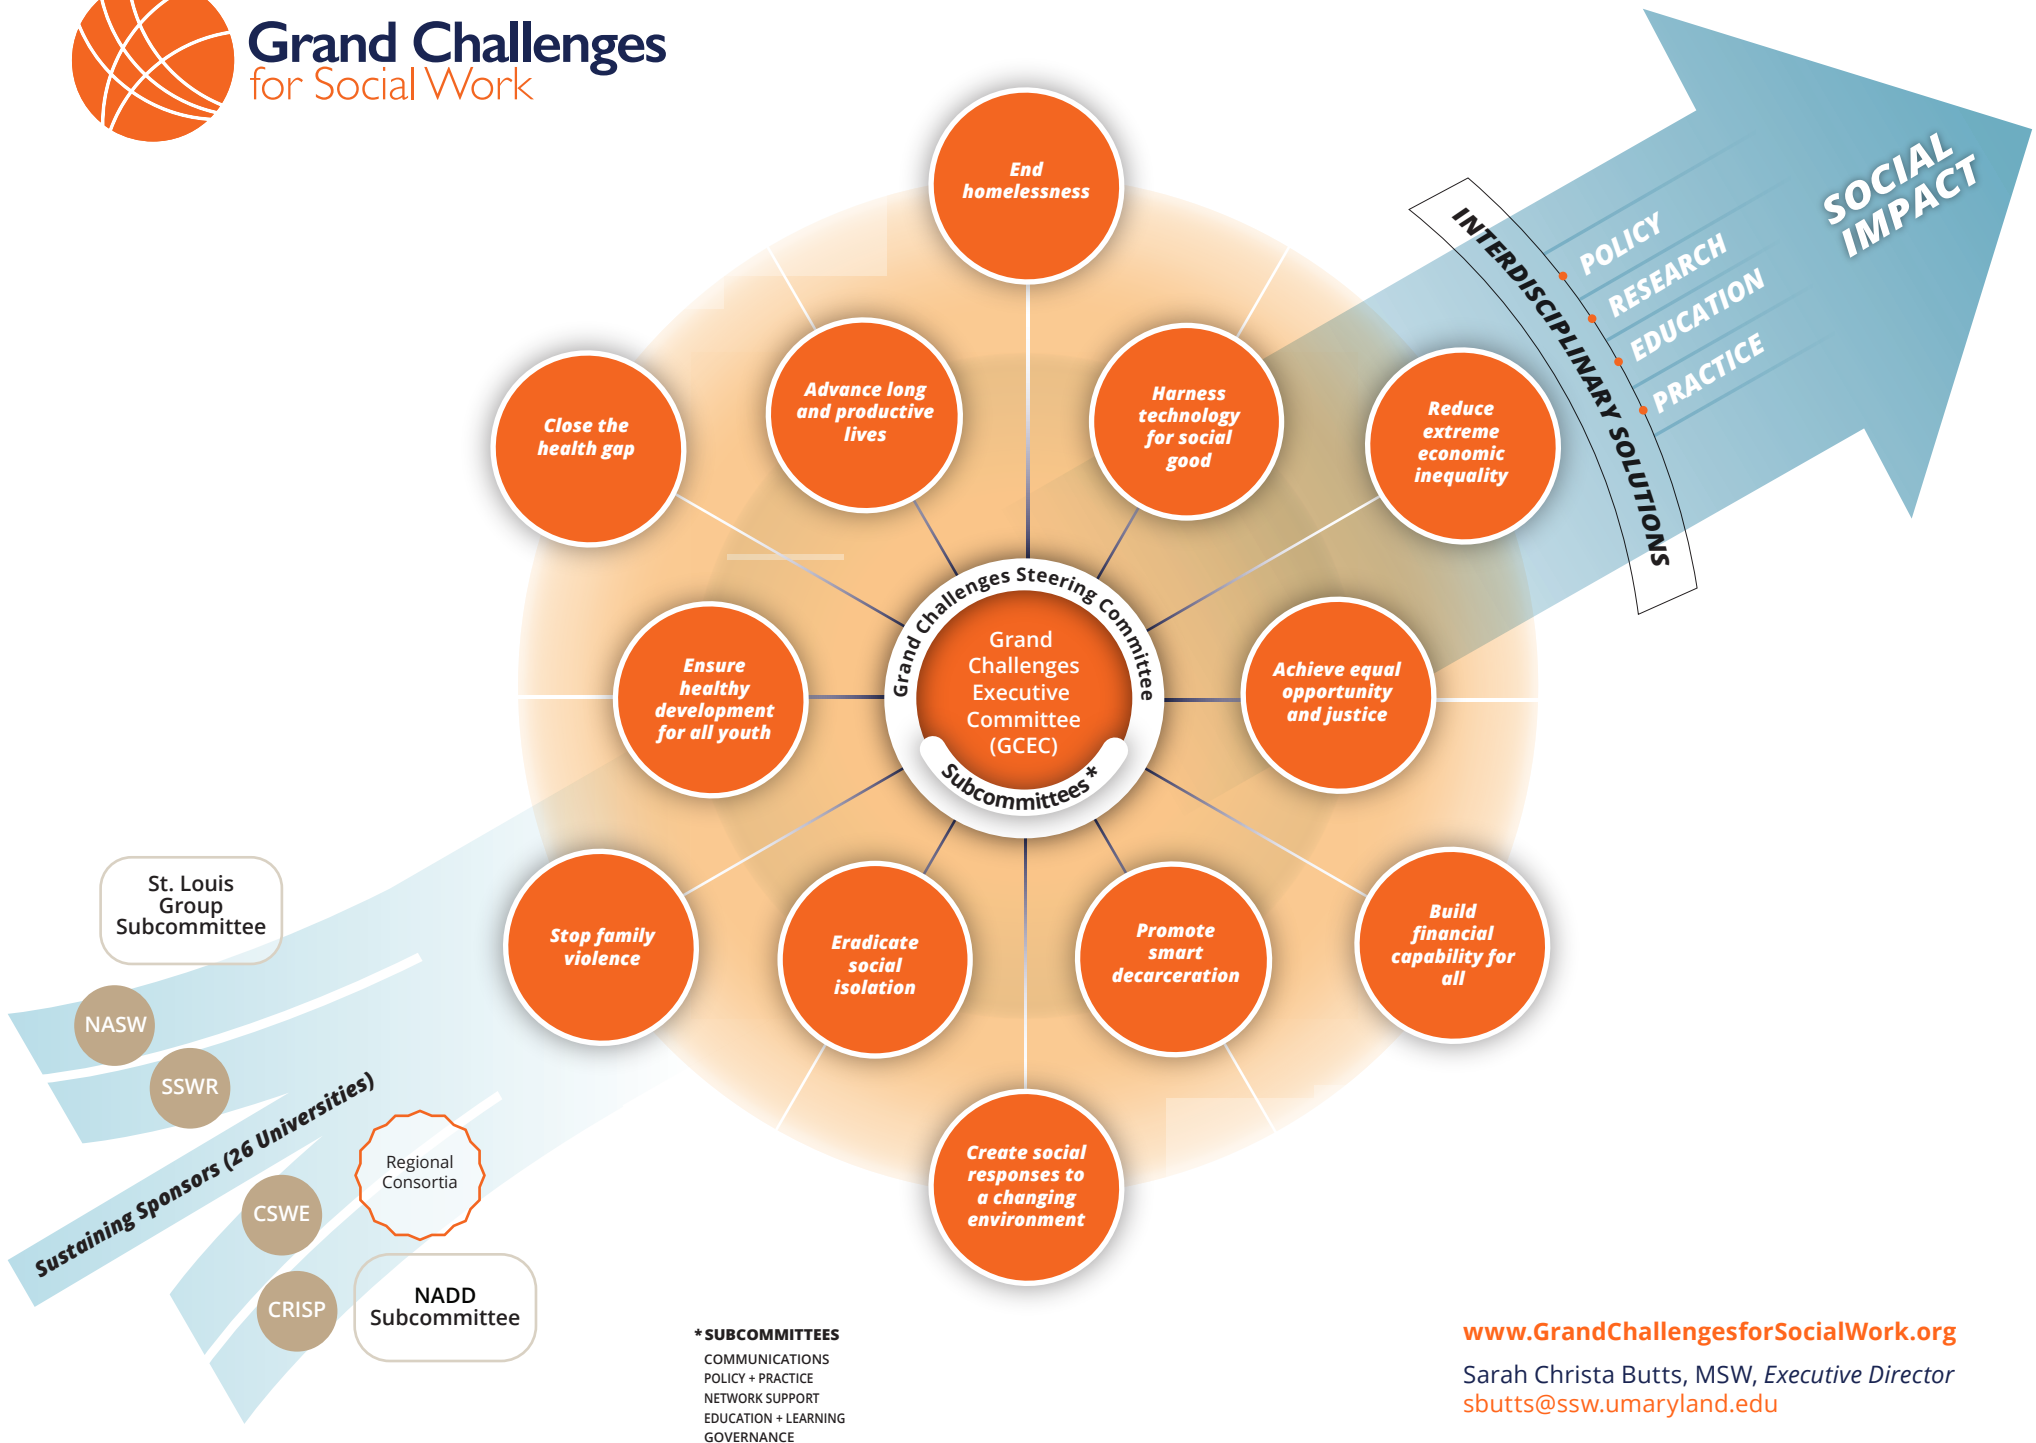 Grand Challenges
for Social Work
End
homelessness
Close the
health gap
Advance long
and productive
lives
Harness
technology
for social
good
Reduce
extreme
economic
inequality
INTERDISCIPLINARY SOLUTIONS
POLICY
RESEARCH
EDUCATION
PRACTICE
SOCIAL
IMPACT
Ensure
healthy
development
for all youth
Grand Challenges Steering Committee
Grand
Challenges
Executive
Committee
(GCEC)
Subcommittees*
Achieve equal
opportunity
and justice
Stop family
violence
Eradicate
social
isolation
Promote
smart
decarceration
Build
financial
capability for
all
Create social
responses to
a changing
environment
St. Louis
Group
Subcommittee
NASW
SSWR
Sustaining Sponsors (26 Universities)
CSWE
CRISP
Regional
Consortia
NADD
Subcommittee
*SUBCOMMITTEES
COMMUNICATIONS
POLICY + PRACTICE
NETWORK SUPPORT
EDUCATION + LEARNING
GOVERNANCE
www.GrandChallengesforSocialWork.org
Sarah Christa Butts, MSW, Executive Director
sbutts@ssw.umaryland.edu